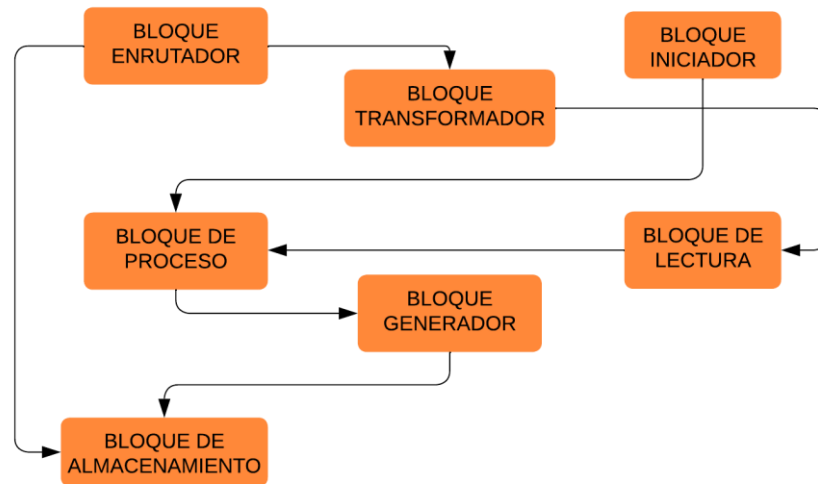 BLOQUE
ENRUTADOR
BLOQUE
INICIADOR
BLOQUE
TRANSFORMADOR
BLOQUE DE
PROCESO
BLOQUE DE
LECTURA
BLOQUE
GENERADOR
BLOQUE DE
ALMACENAMIENTO